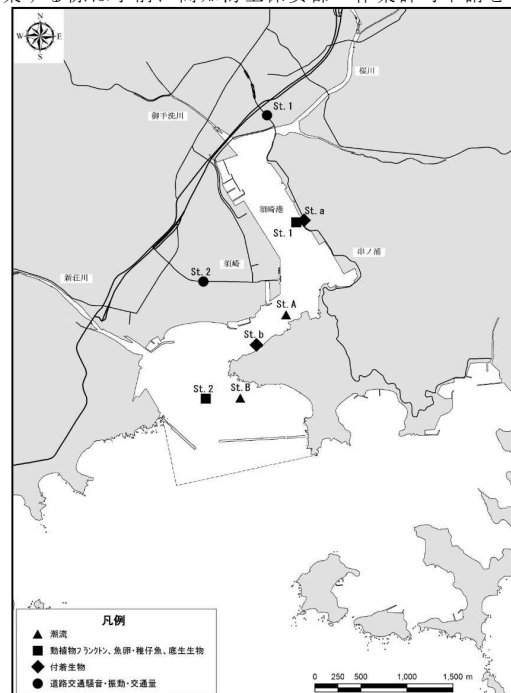 N
W E
S
桜川
St. 1
御手洗川
須崎港
St.a
St. 1
串ノ浦
須崎
St. 2
新荘川
St.A
St.b
St.2
St.B
凡例
潮流
動植物プランクトン、魚卵・稚仔魚、底生生物
付着生物
道路交通騒音・振動・交通量
0 250 500 1,000 1,500 m